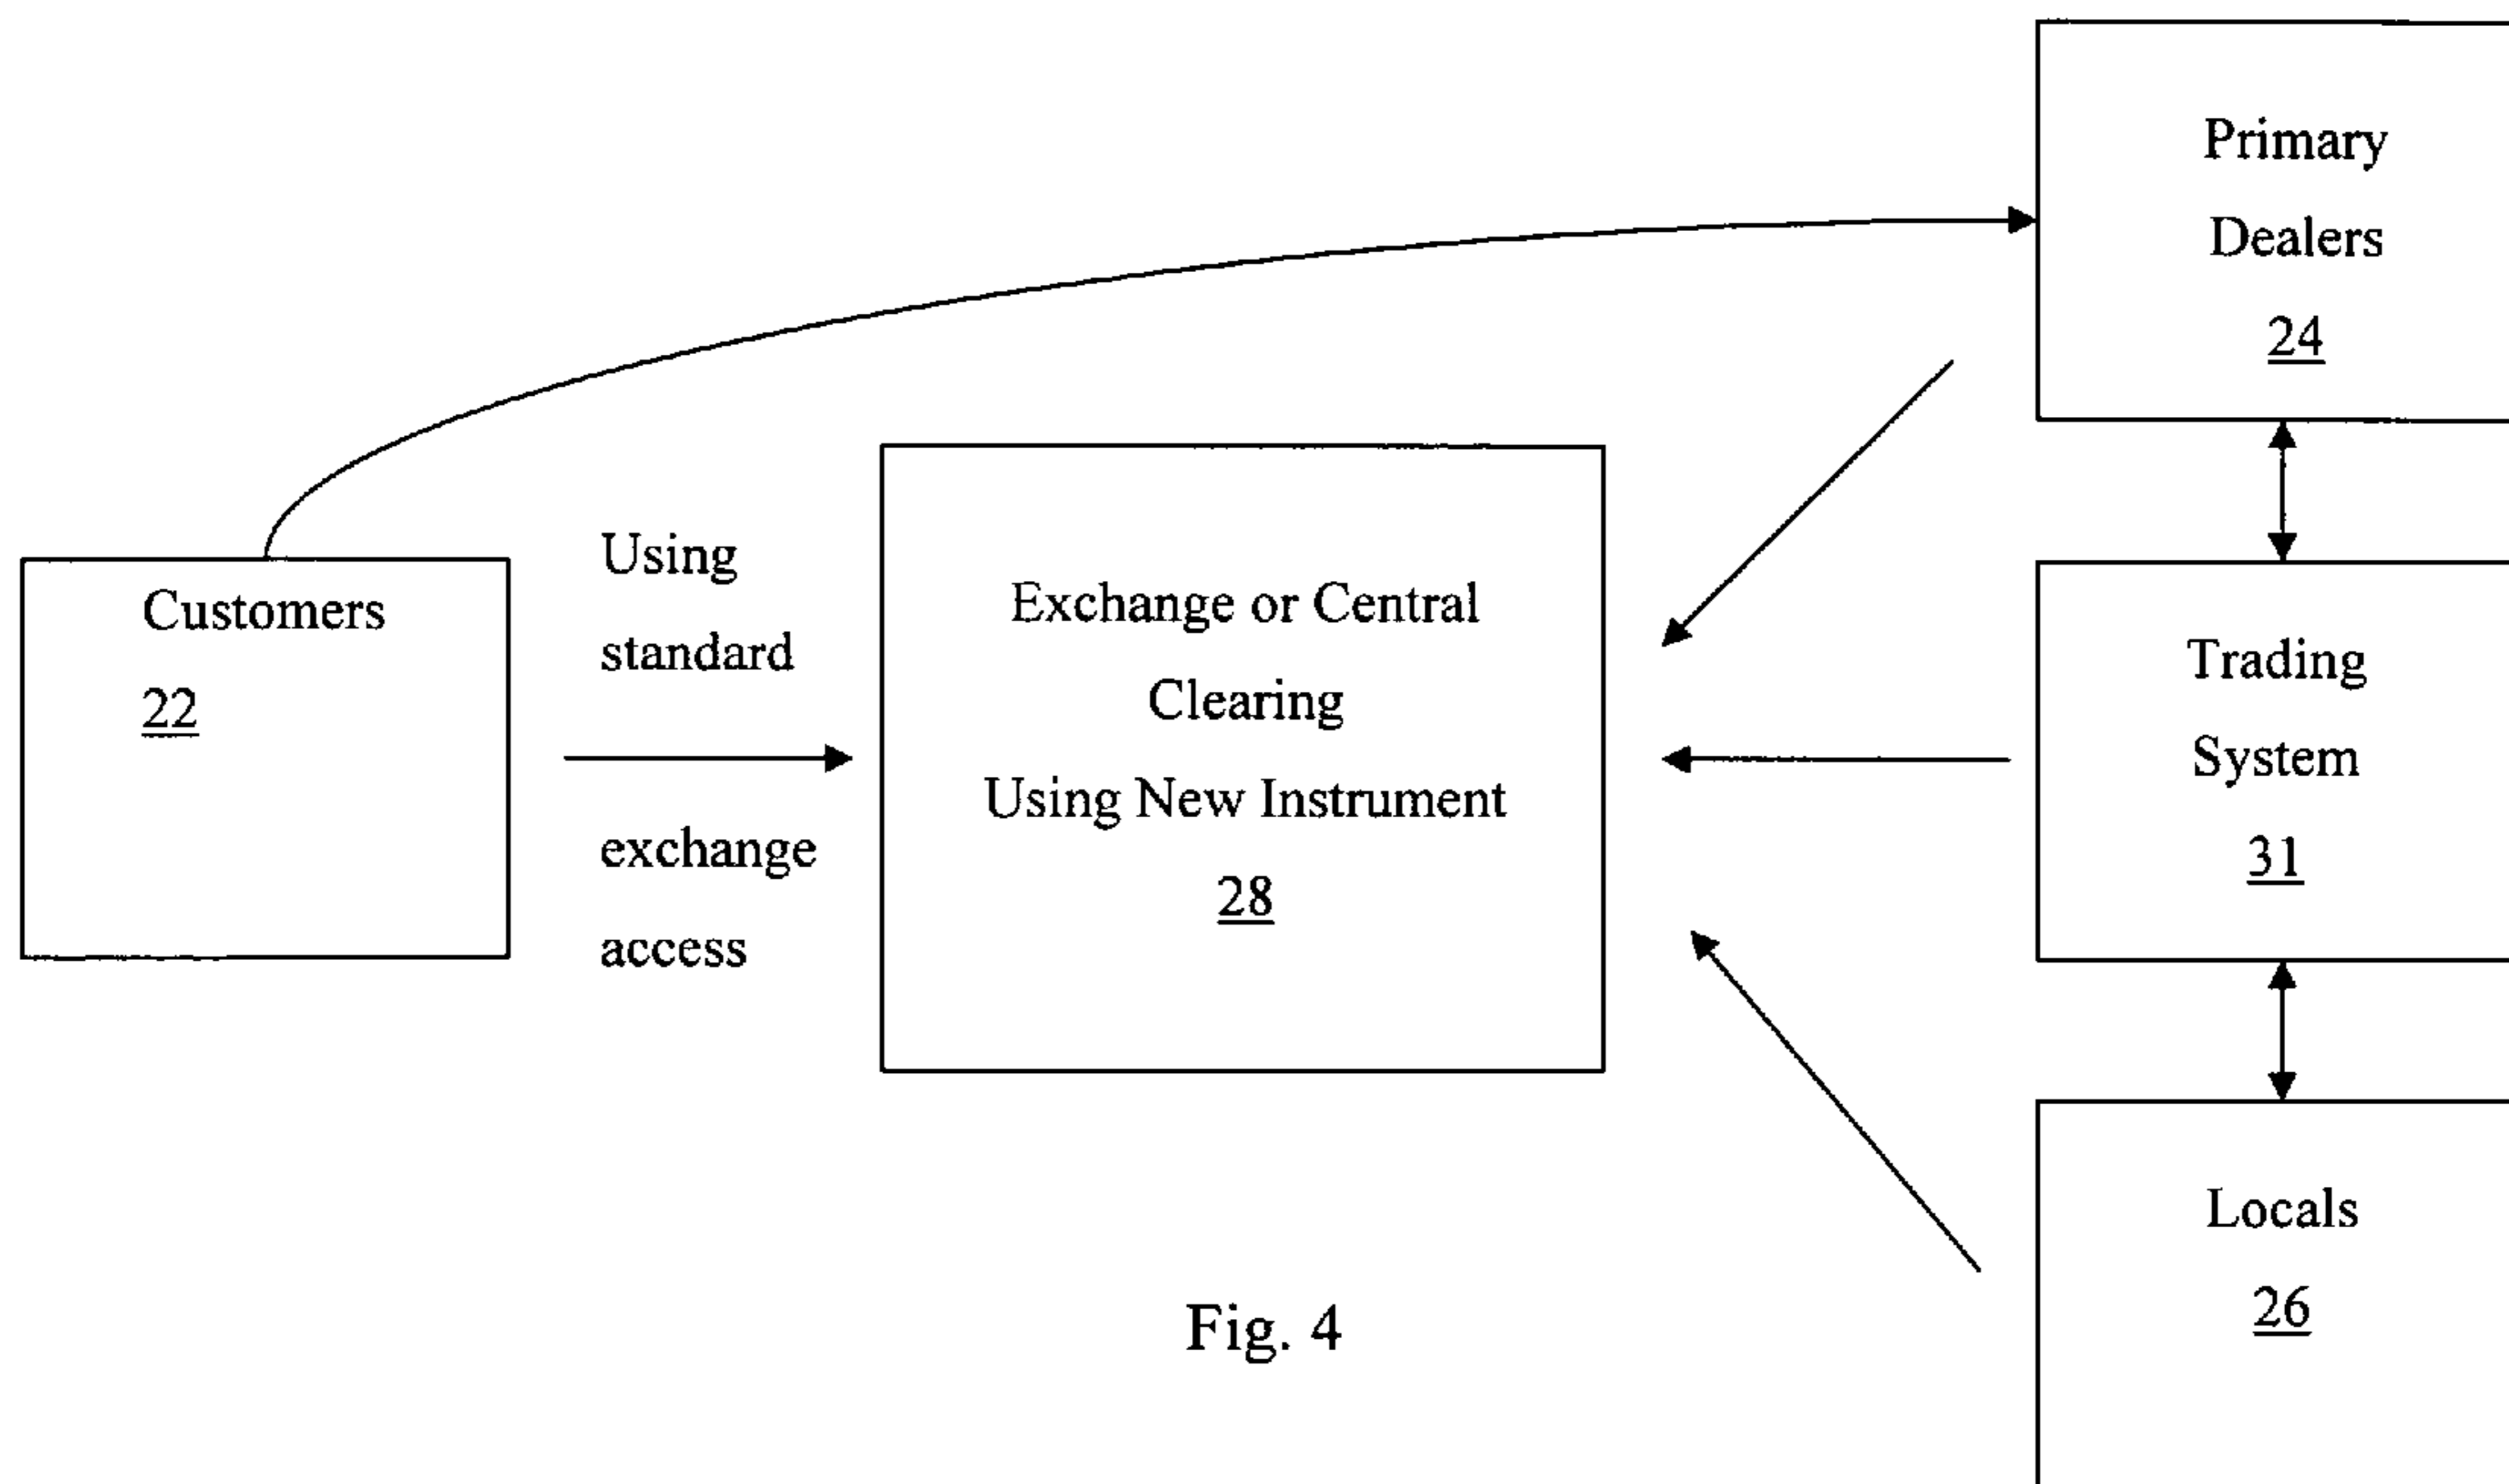 Primary
Dealers
24
Customers
22
Using
standard
exchange
access
Exchange or Central
Clearing
Using New Instrument
28
Trading
System
31
Locals
26
Fig. 4